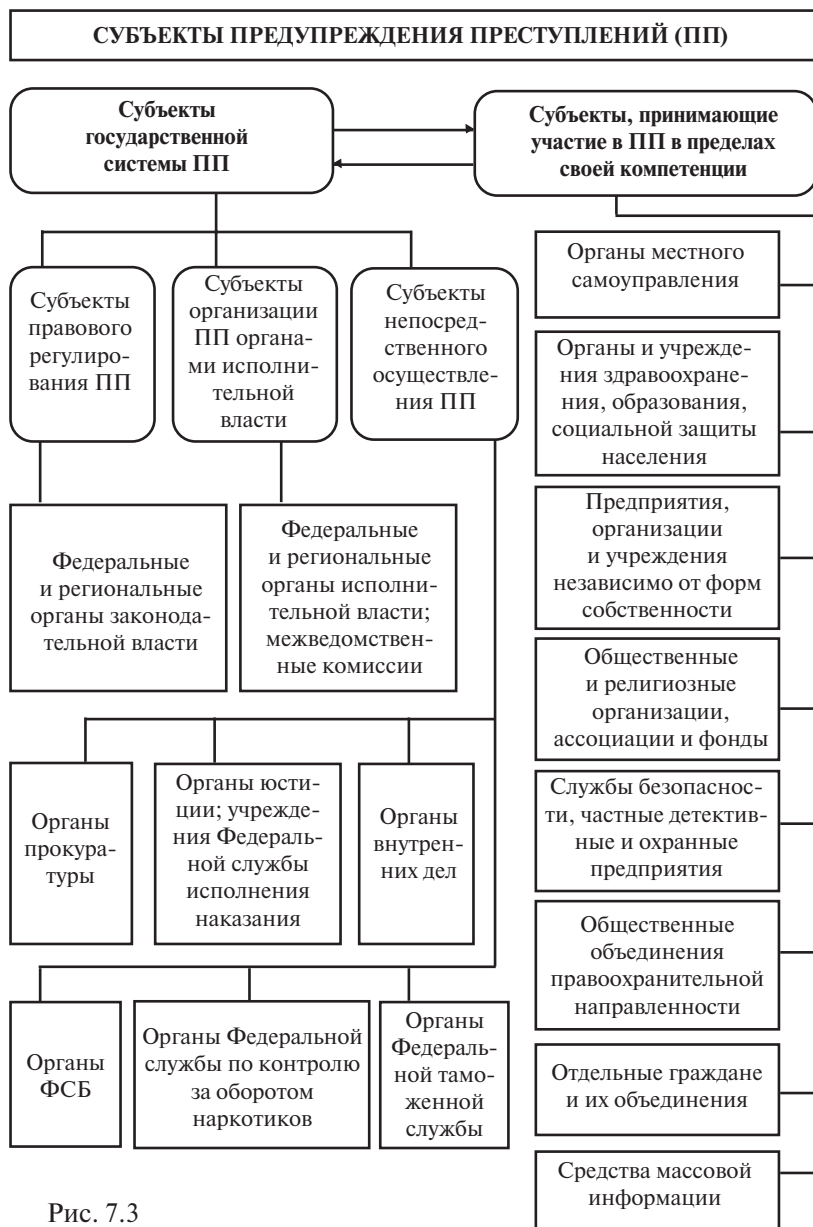 СУБЪЕКТЫ ПРЕДУПРЕЖДЕНИЯ ПРЕСТУПЛЕНИЙ (ПП)
Субъекты
государственной
системы ПП
Субъекты, принимающие
участие в ПП в пределах
своей компетенции
Субъекты
правового
регулиро-
вания ПП
Субъекты
организации
ПП органа-
ми исполни-
тельной
власти
Субъекты
непосред-
ственного
осуществле-
ния ПП
Федеральные
и региональные
органы законода-
тельной власти
Федеральные
и региональные
органы исполни-
тельной власти;
межведомствен-
ные комиссии
Органы
прокура-
туры
Органы юсти-
ции; учрежде-
ния Федераль-
ной службы
исполнения
наказания
Органы
внутрен-
них дел
Органы
ФСБ
Органы Федеральной
службы по контролю
за оборотом
наркотиков
Органы
Федераль-
ной тамо-
женной
службы
Органы местного
самоуправления
Органы и учрежде-
ния здравоохране-
ния, образования,
социальной защиты
населения
Предприятия,
организации
и учреждения
независимо от форм
собственности
Общественные
и религиозные
организации,
ассоциации и фонды
Службы безопаснос-
ти, частные детектив-
ные и охранные
предприятия
Общественные
объединения
правоохранительной
направленности
Отдельные граждане
и их объединения
Средства массовой
информации
Рис. 7.3